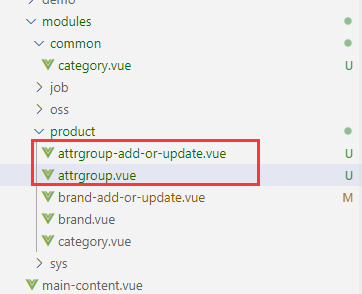 demo
modules
common
category.vue U
job
oss
product
attrgroup-add-or-update.vue U
attrgroup.vue U
brand-add-or-update.vue M
brand.vue
category.vue
sys
main-content.vue